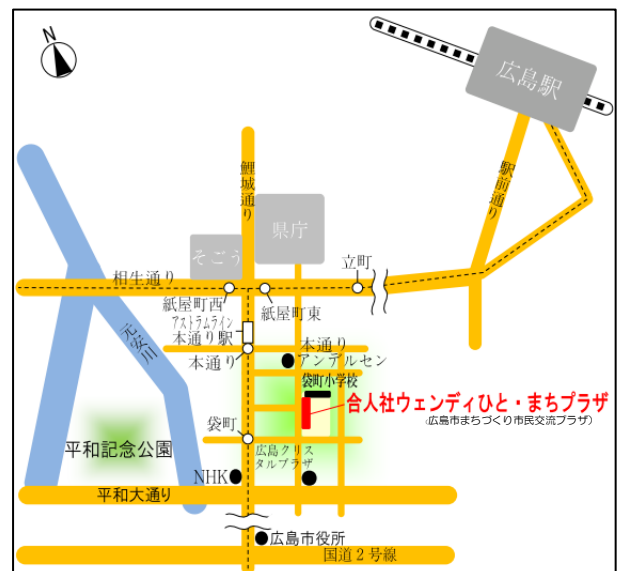 N
広島駅
鯉城通り
駅前通り
県庁
そごう
立町
相生通り
紙屋町西
紙屋町東
アストラムライン
本通り駅
元安川
本通り
本通り
アンデルセン
袋町小学校
合人社ウェンディひと・まちプラザ
(広島市まちづくり市民交流プラザ)
袋町
平和記念公園
広島クリス
タルプラザ
NHK
平和大通り
広島市役所
国道2号線